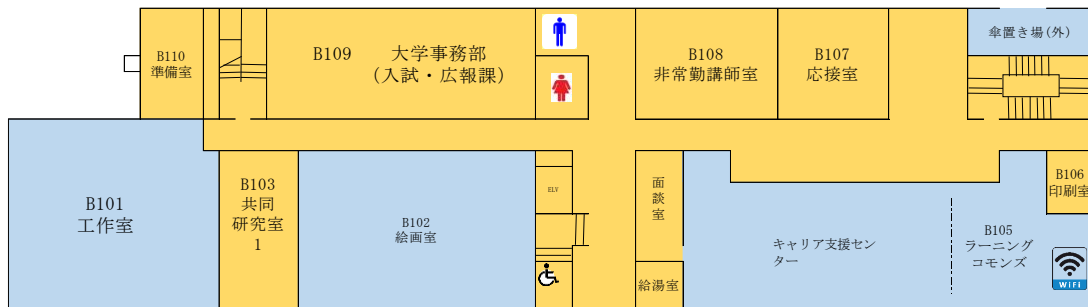 B110
準備室
B109 大学事務部
(入試・広報課)
B108
非常勤講師室
B107
応接室
傘置き場(外)
B101
工作室
B103
共同
研究室
1
B102
絵画室
ELV
面
談
室
給湯室
キャリア支援セン
ター
B105
ラーニング
コモンズ
B106
印刷室
WIFI